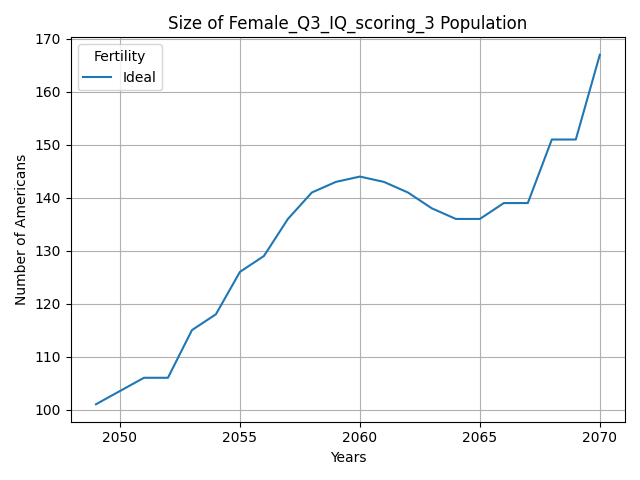 Size of Female_Q3_IQ_scoring_3 Population
Fertility
Ideal
170
160
150
140
130
120
110
100
Number of Americans
2050
2055
2060
2065
2070
Years